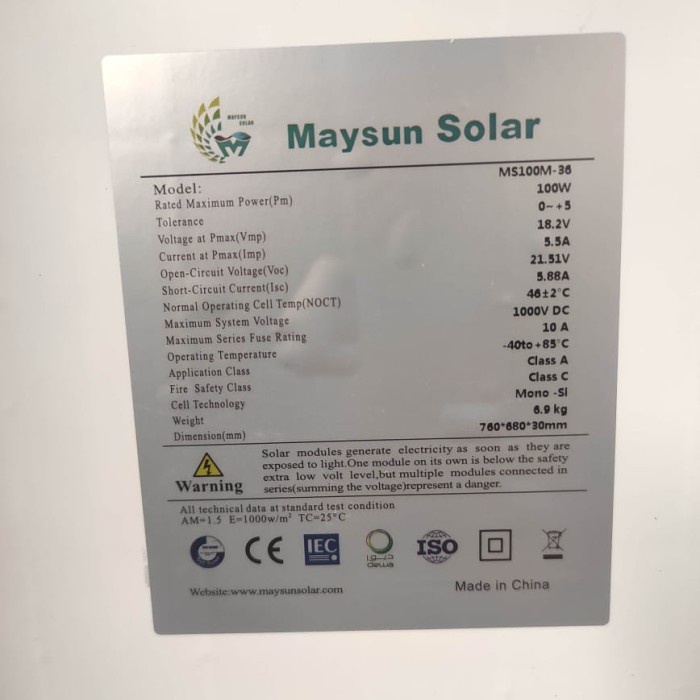 MAYSUN
SOLAR
Maysun Solar
Model: MS100M-36
Rated Maximum Power(Pm) 100W
Tolerance 0~+5
Voltage at Pmax(Vmp) 18.2V
Current at Pmax(Imp) 5.5A
Open-Circuit Voltage(Voc) 21.51V
Short-Circuit Current(Isc) 5.88A
Normal Operating Cell Temp(NOCT) 46±2°C
Maximum System Voltage 1000V DC
Maximum Series Fuse Rating 10 A
Operating Temperature -40to +85°C
Application Class Class A
Fire Safety Class Class C
Cell Technology Mono -Si
Weight 6.9 kg
Dimension(mm) 760*680*30mm
Warning
Solar modules generate electricity as soon as they are
exposed to light.One module on its own is below the safety
extra low volt level,but multiple modules connected in
series(summing the voltage)represent a danger.
All technical data at standard test condition
AM=1.5 E=1000w/m² TC=25°C
CE
IEC
ديوا
dewa
ISO
Website:www.maysunsolar.com
Made in China